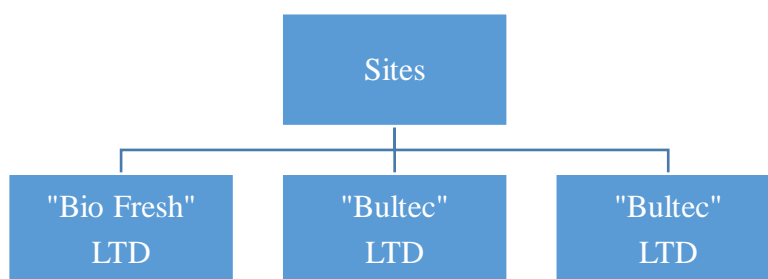 Sites
"Bio Fresh"
LTD
"Bultec"
LTD
"Bultec"
LTD